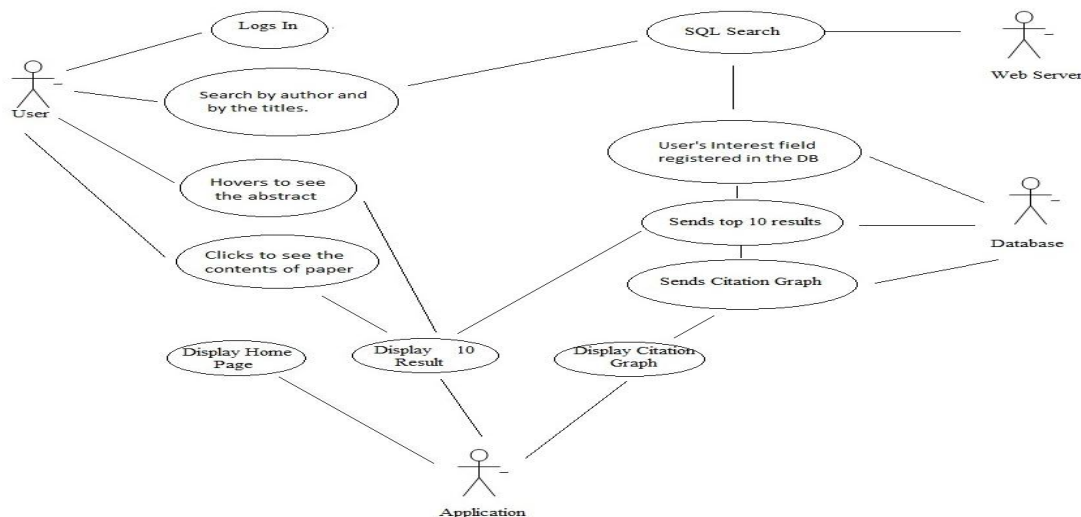 Logs In
SQL Search
Web Server
User
Search by author and
by the titles.
User's Interest field
registered in the DB
Hovers to see
the abstract
Sends top 10 results
Database
Clicks to see the
contents of paper
Sends Citation Graph
Display Home
Page
Display 10
Result
Display Citation
Graph
Application